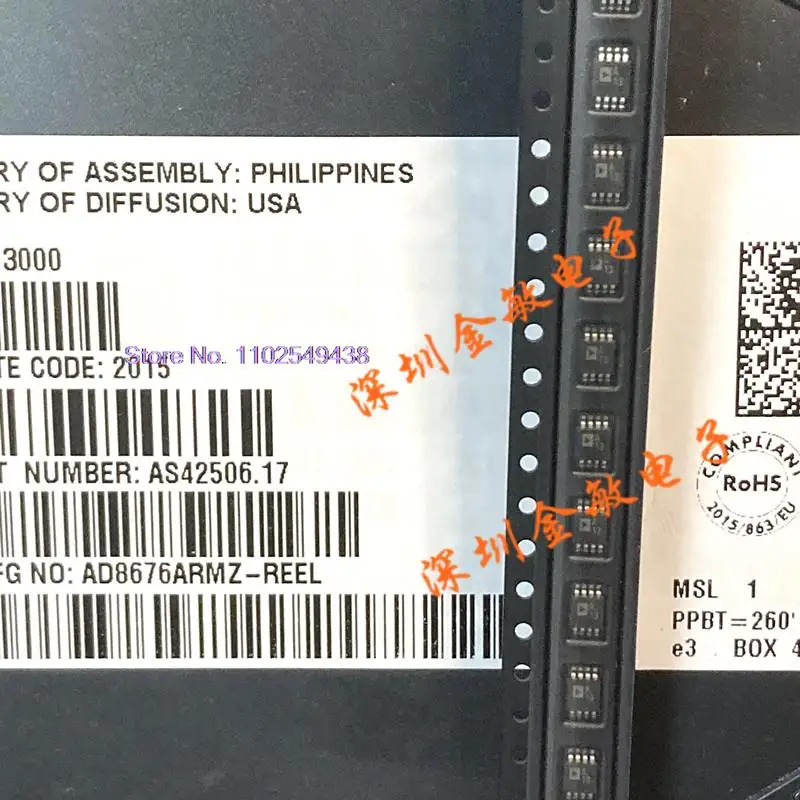 RY OF ASSEMBLY: PHILIPPINES
RY OF DIFFUSION: USA
3000
Store No. 1102549438
TE CODE: 2015
深圳金敏电子
T NUMBER: AS42506.17
COMPLIANT
RoHS
2015/863/EU
深圳金敏电子
FG NO: AD8676ARMZ-REEL
MSL 1
PPBT=260'
e3 BOX 4